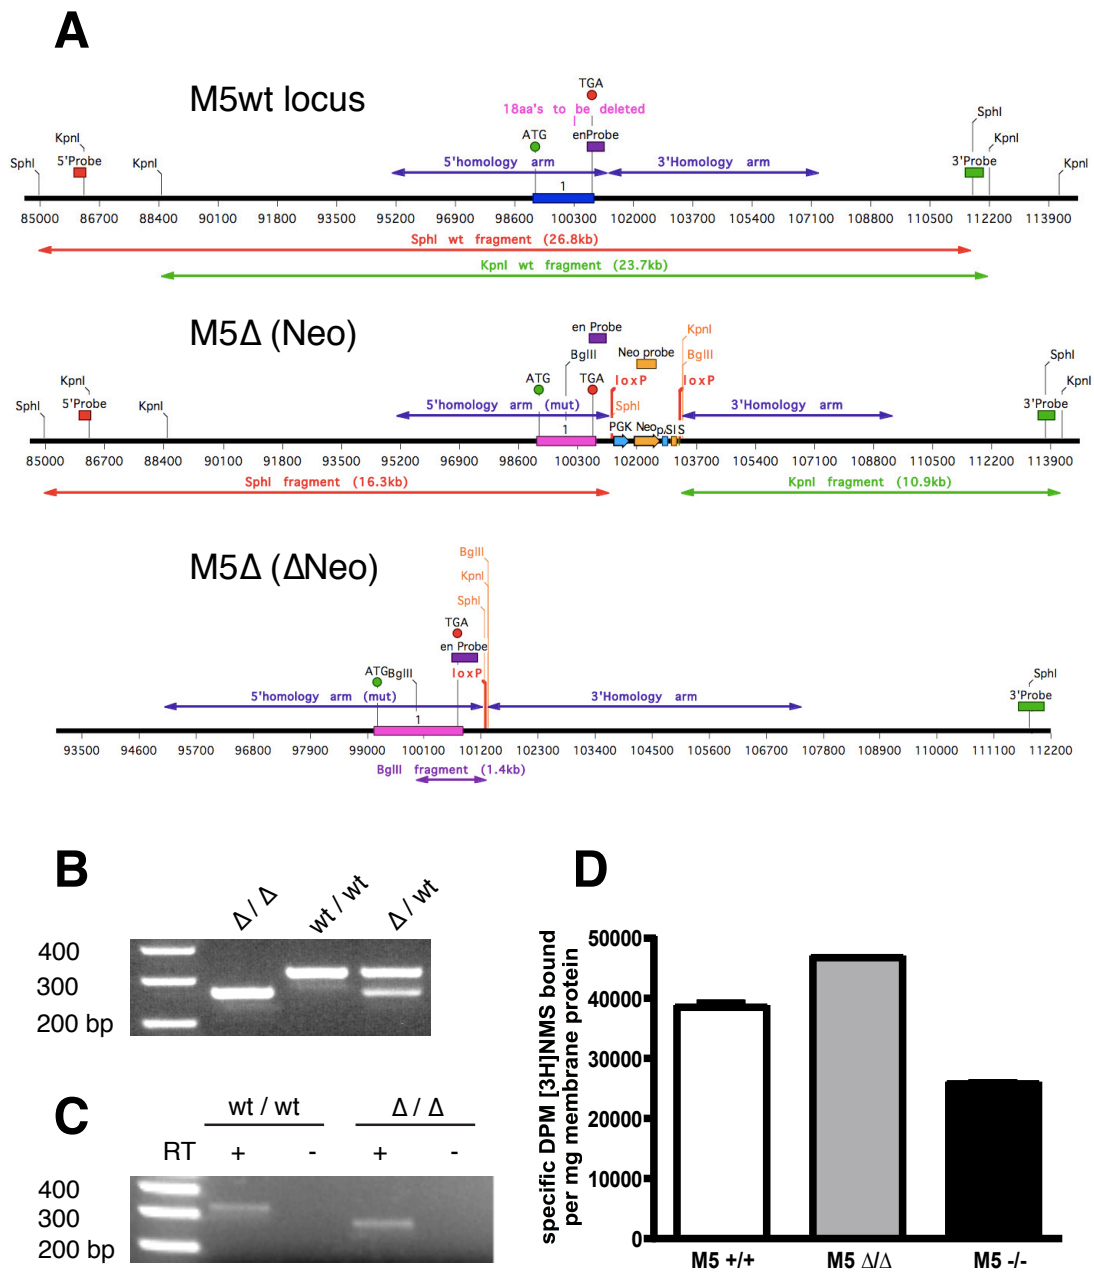 A
M5wt locus
TGA
18aa's to be deleted
SphI
KpnI
ATG
enProbe
KpnI
SphI
5'Probe
KpnI
5'homology arm
3'Homology arm
3'Probe
KpnI
1
85000 86700 88400 90100 91800 93500 95200 96900 98600 100300 102000 103700 105400 107100 108800 110500 112200 113900
SphI wt fragment (26.8kb)
KpnI wt fragment (23.7kb)
M5Δ (Neo)
en Probe
KpnI
BglII
Neo probe
BglII
SphI
KpnI
ATG
TGA
loxP
loxP
KpnI
SphI
5'Probe
KpnI
5'homology arm (mut)
SphI
3'Homology arm
3'Probe
1
PGK Neo
SI S
85000 86700 88400 90100 91800 93500 95200 96900 98600 100300 102000 103700 105400 107100 108800 110500 112200 113900
SphI fragment (16.3kb)
KpnI fragment (10.9kb)
BglII
M5Δ (ΔNeo)
KpnI
SphI
TGA
en Probe
ATG
BglII
loxP
SphI
5'homology arm (mut)
3'Homology arm
3'Probe
1
93500 94600 95700 96800 97900 99000 100100 101200 102300 103400 104500 105600 106700 107800 108900 110000 111100 112200
BglII fragment (1.4kb)
B
Δ / Δ
wt / wt
Δ / wt
400
300
200 bp
C
wt / wt
Δ / Δ
RT + - + -
400
300
200 bp
D
specific DPM [3H]NMS bound
per mg membrane protein
50000
40000
30000
20000
10000
0
M5 +/+
M5 Δ/Δ
M5 -/-